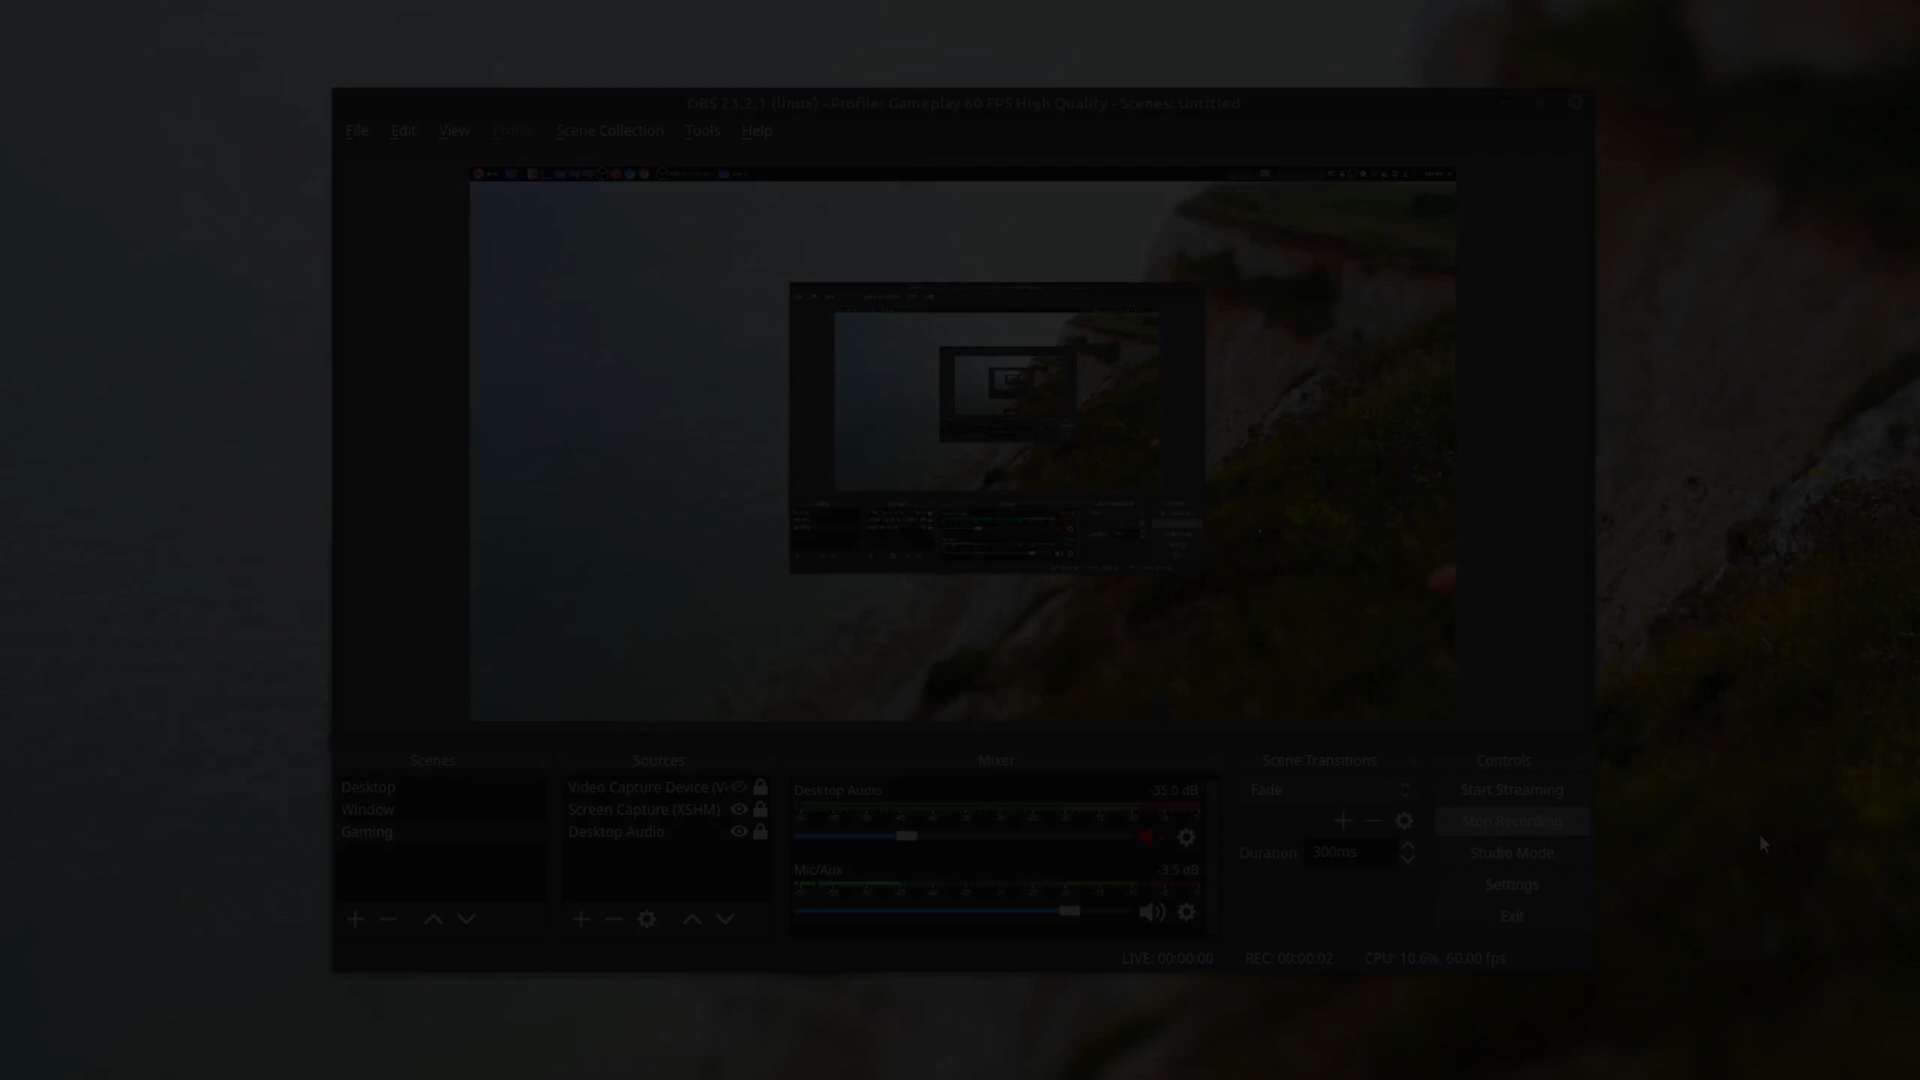 OBS 23.2.1 (linux) - Profile: Gameplay 60 FPS High Quality - Scenes: Untitled
File Edit View Profile Scene Collection Tools Help
Scenes
Desktop
Window
Gaming
Sources
Video Capture Device (V
Screen Capture (XSHM)
Desktop Audio
Mixer
Desktop Audio -35.0 dB
Mic/Aux -3.5 dB
Scene Transitions
Fade
Duration 300ms
Controls
Start Streaming
Stop Recording
Studio Mode
Settings
Exit
LIVE: 00:00:00 REC: 00:00:02 CPU: 10.6%, 60.00 fps